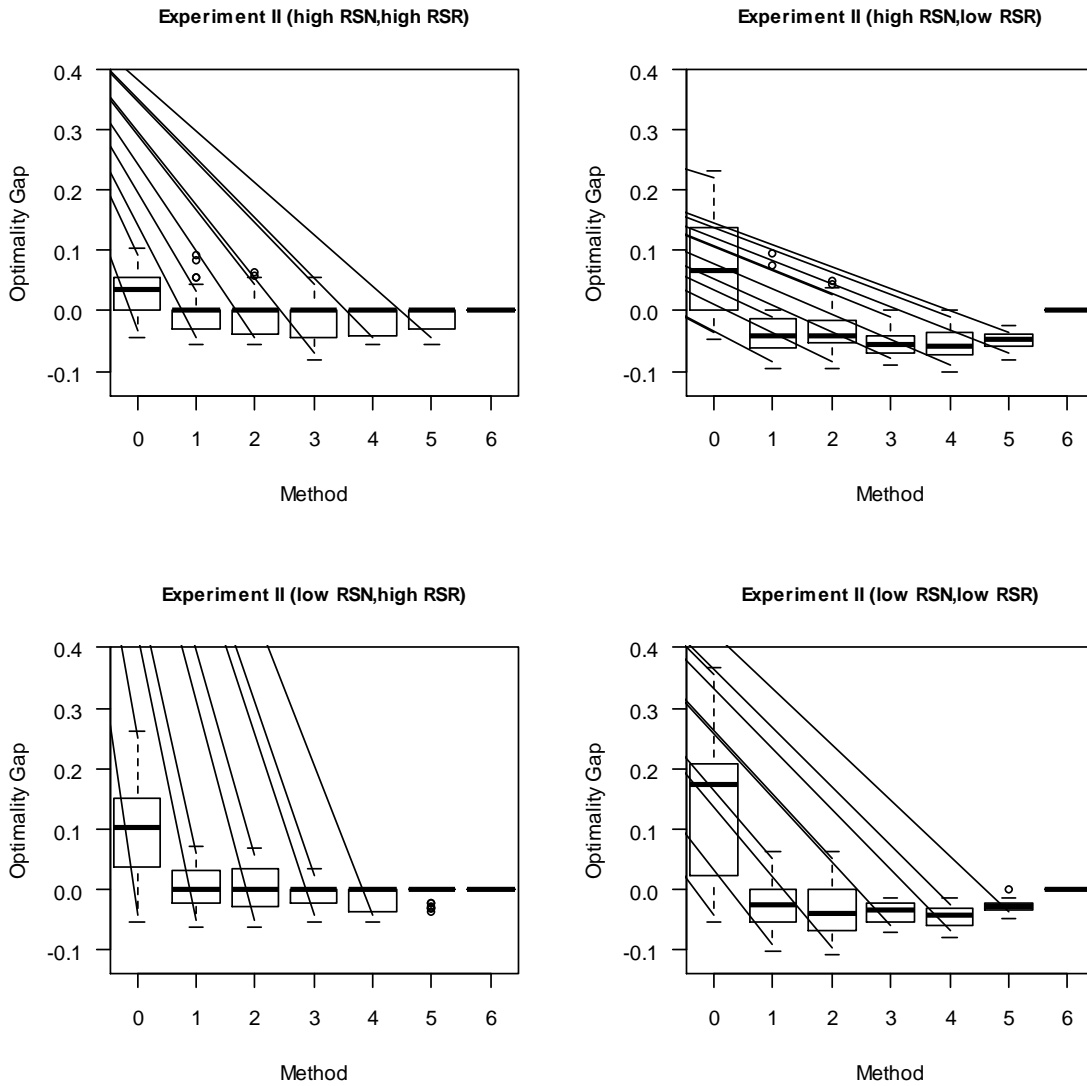 Experiment II (high RSN,high RSR)
Optimality Gap
0.4
0.3
0.2
0.1
0.0
-0.1
0 1 2 3 4 5 6
Method
Experiment II (high RSN,low RSR)
Optimality Gap
0.4
0.3
0.2
0.1
0.0
-0.1
0 1 2 3 4 5 6
Method
Experiment II (low RSN,high RSR)
Optimality Gap
0.4
0.3
0.2
0.1
0.0
-0.1
0 1 2 3 4 5 6
Method
Experiment II (low RSN,low RSR)
Optimality Gap
0.4
0.3
0.2
0.1
0.0
-0.1
0 1 2 3 4 5 6
Method